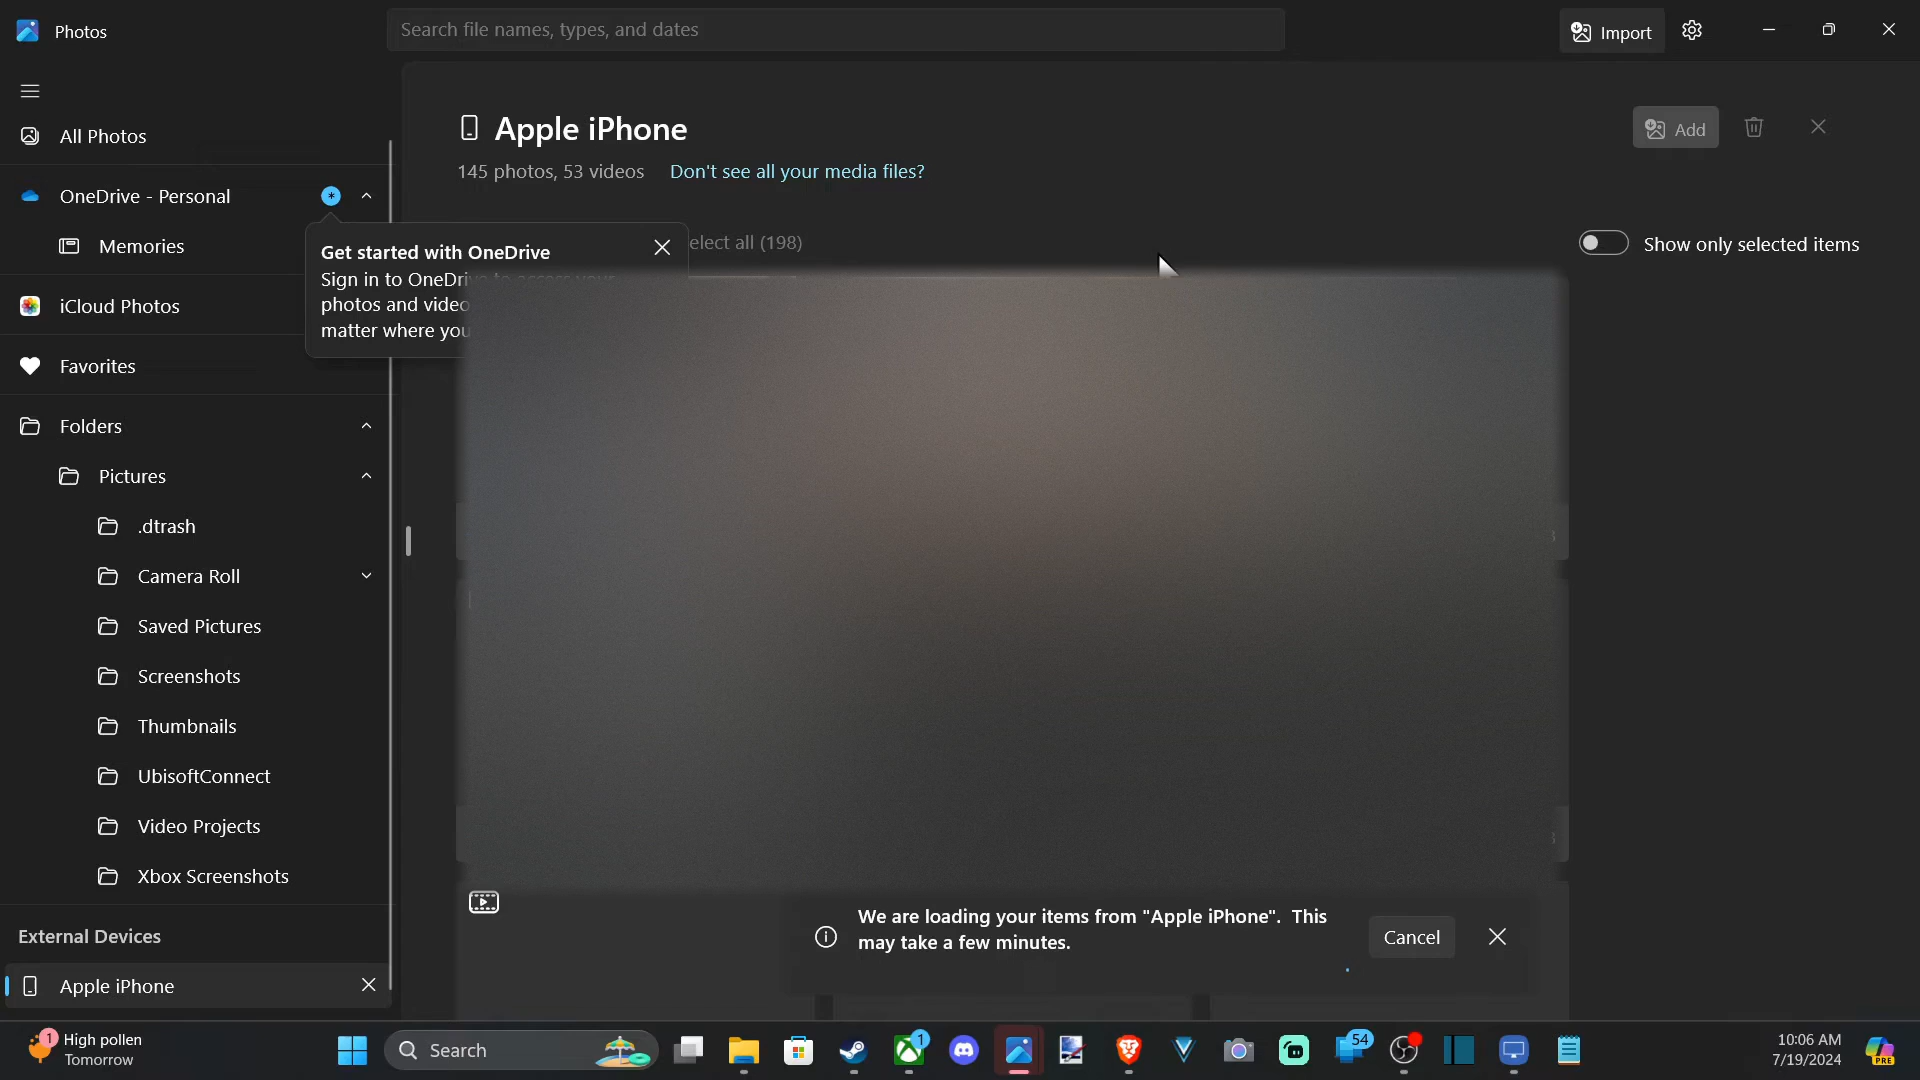 Photos
Search file names, types, and dates
Import
All Photos
OneDrive - Personal
Memories
iCloud Photos
Favorites
Folders
Pictures
.dtrash
Camera Roll
Saved Pictures
Screenshots
Thumbnails
UbisoftConnect
Video Projects
Xbox Screenshots
External Devices
Apple iPhone
Apple iPhone
Add
145 photos, 53 videos Don't see all your media files?
elect all (198)
Show only selected items
Get started with OneDrive
Sign in to OneDri
photos and video
matter where you
We are loading your items from "Apple iPhone". This
may take a few minutes.
Cancel
1
High pollen
Tomorrow
Search
1
54
10:06 AM
7/19/2024
PRE